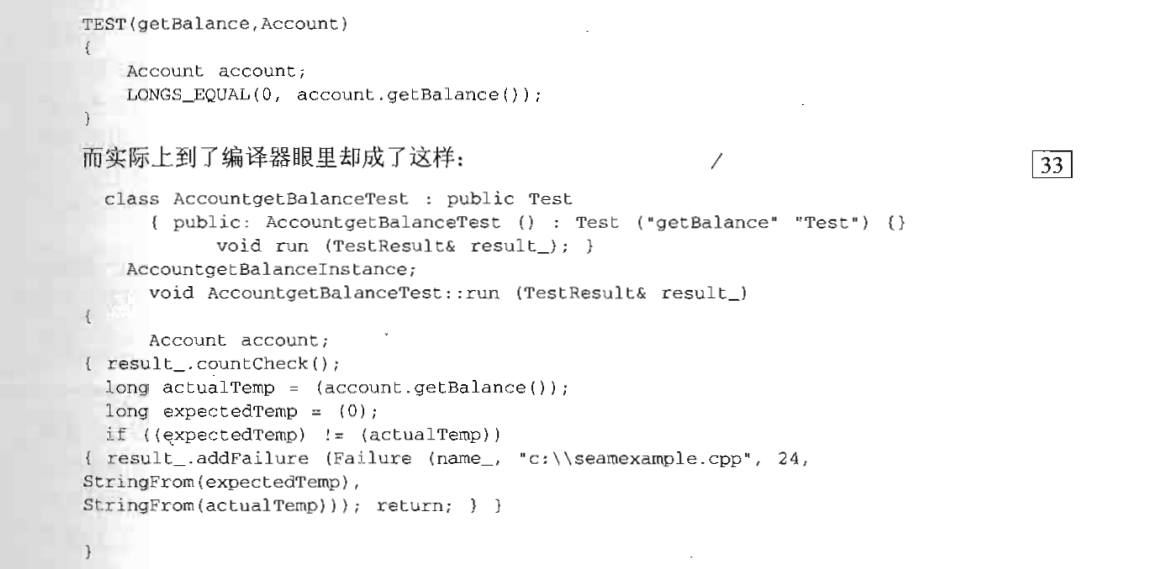 TEST(getBalance,Account)
{
Account account;
LONGS_EQUAL(0, account.getBalance());
}
而实际上到了编译器眼里却成了这样：
33
class AccountgetBalanceTest : public Test
{ public: AccountgetBalanceTest () : Test ("getBalance" "Test") {}
void run (TestResult& result_); }
AccountgetBalanceInstance;
void AccountgetBalanceTest::run (TestResult& result_)
{
Account account;
{ result_.countCheck();
long actualTemp = (account.getBalance());
long expectedTemp = (0);
if ((expectedTemp) != (actualTemp))
{ result_.addFailure (Failure (name_, "c:\\seamexample.cpp", 24,
StringFrom(expectedTemp),
StringFrom(actualTemp))); return; } }
}